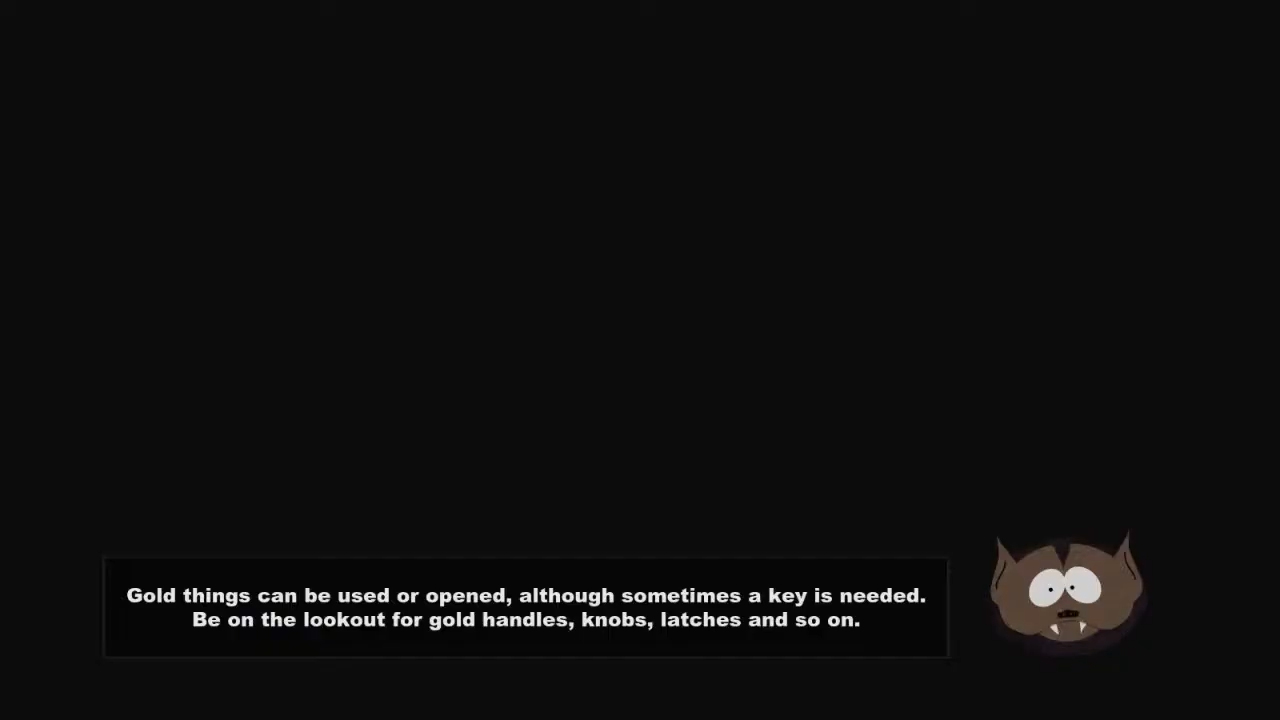 Gold things can be used or opened, although sometimes a key is needed.
Be on the lookout for gold handles, knobs, latches and so on.